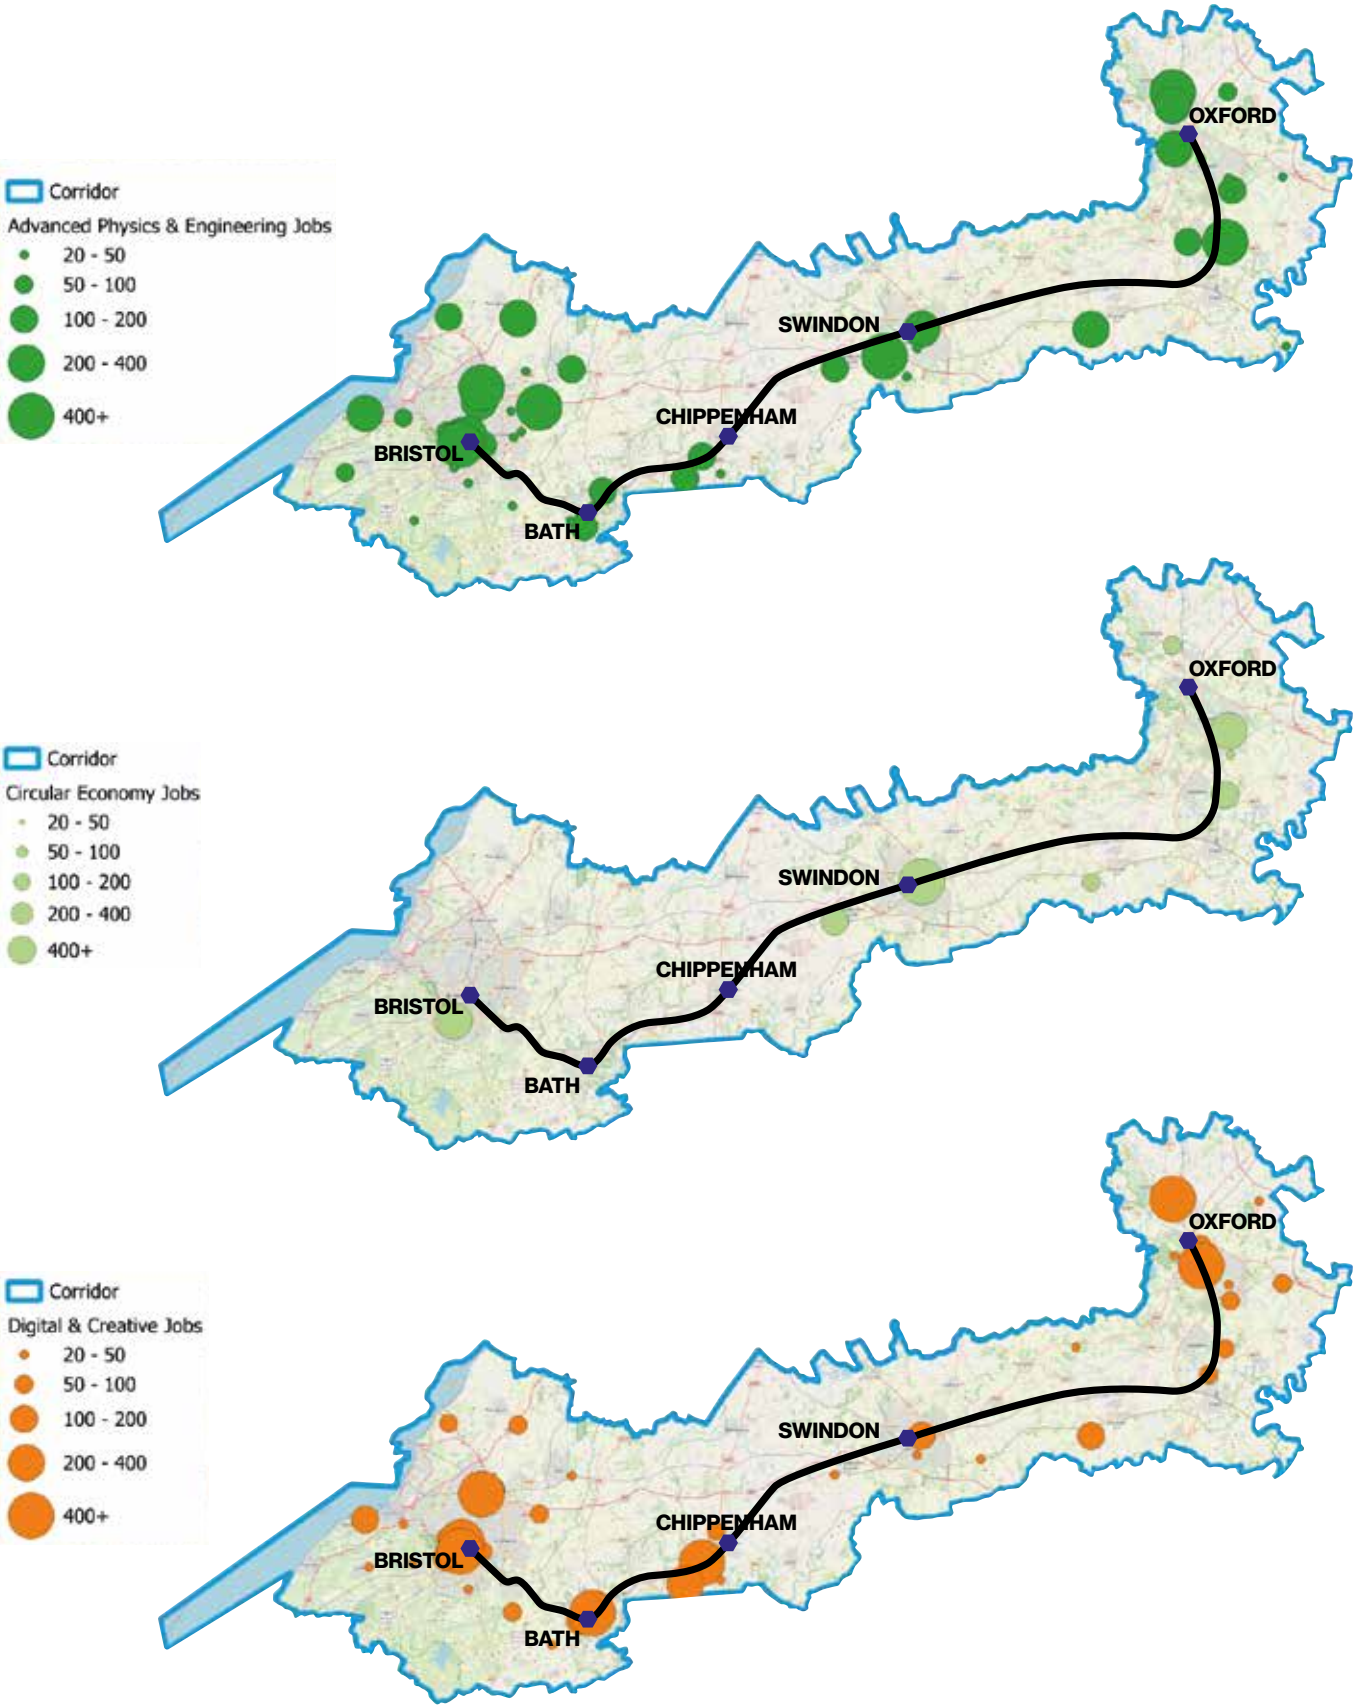 OXFORD
Corridor
Advanced Physics & Engineering Jobs
20 - 50
50 - 100
100 - 200
200 - 400
400+
SWINDON
CHIPPENHAM
BRISTOL
BATH
OXFORD
Corridor
Circular Economy Jobs
20 - 50
50 - 100
100 - 200
200 - 400
400+
SWINDON
CHIPPENHAM
BRISTOL
BATH
OXFORD
Corridor
Digital & Creative Jobs
20 - 50
50 - 100
100 - 200
200 - 400
400+
SWINDON
CHIPPENHAM
BRISTOL
BATH